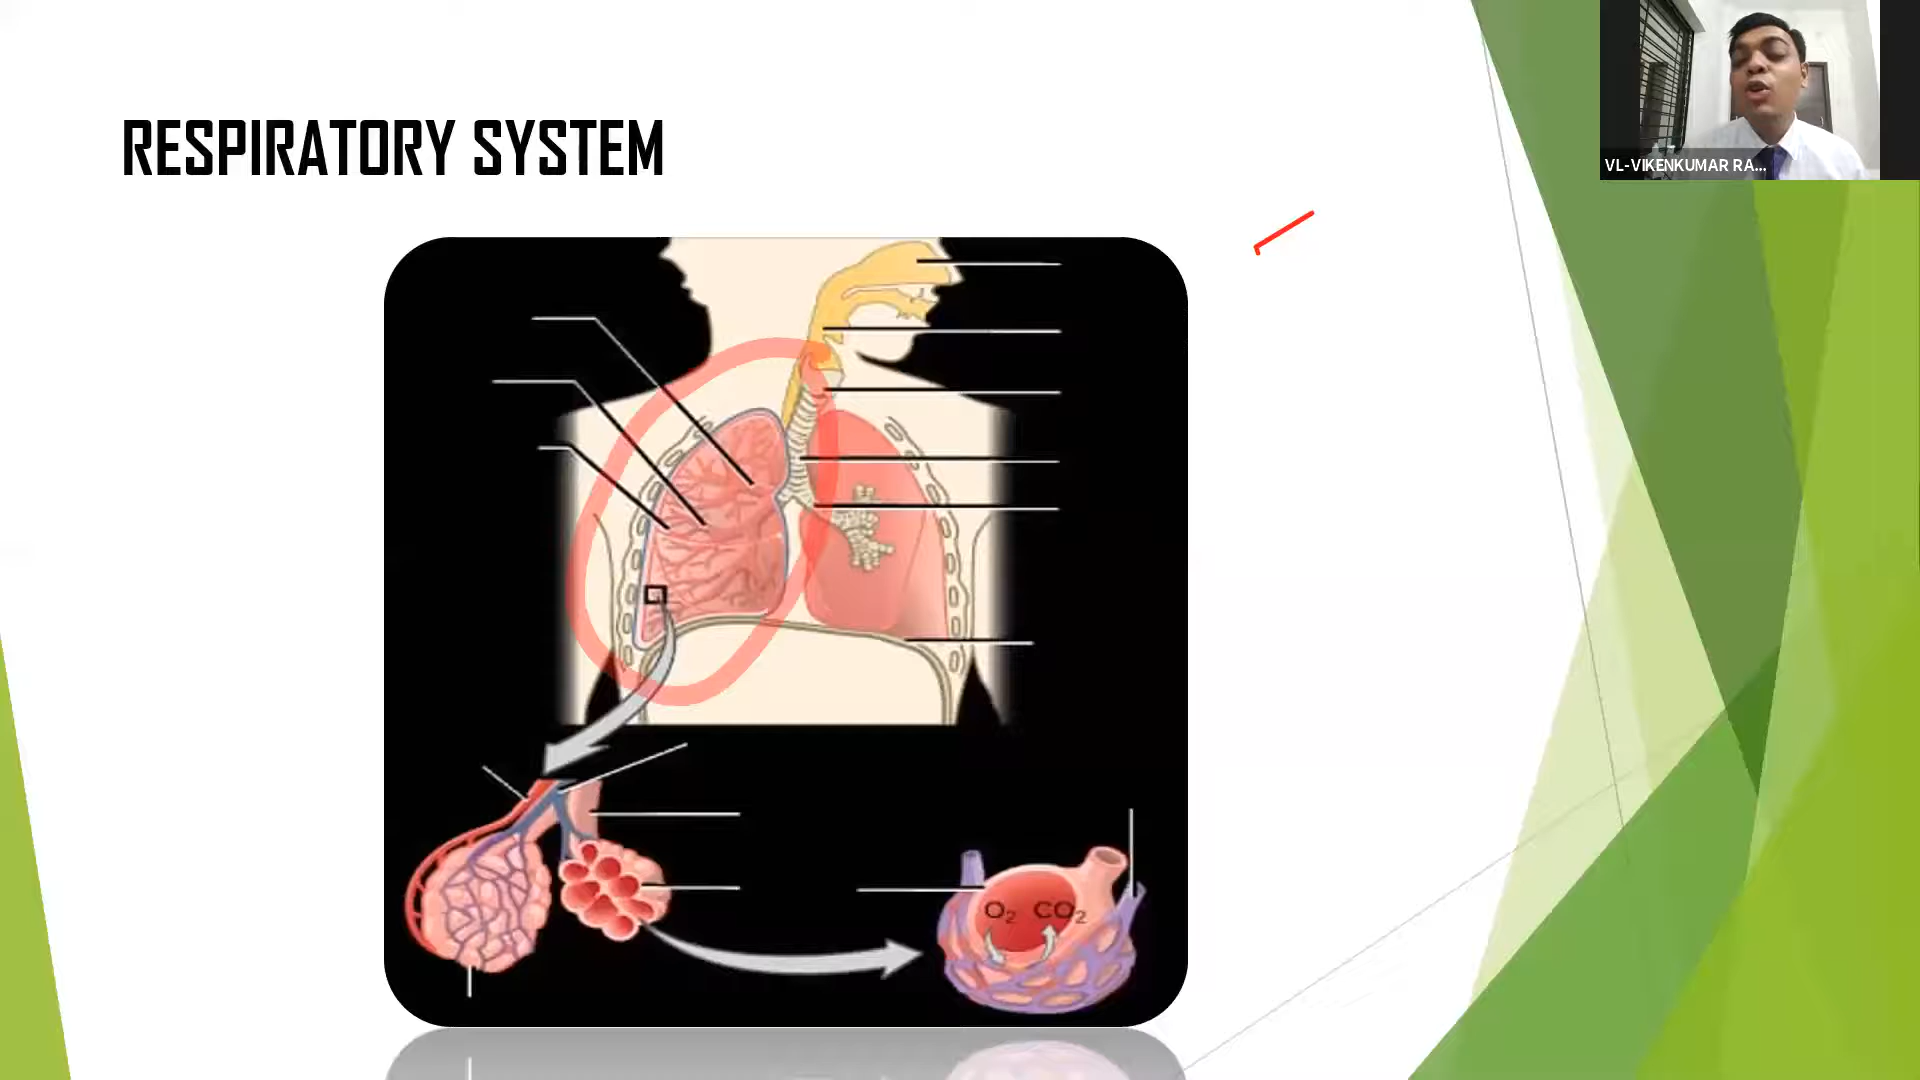 VL-VIKENKUMAR RA...
RESPIRATORY SYSTEM
O₂ CO₂